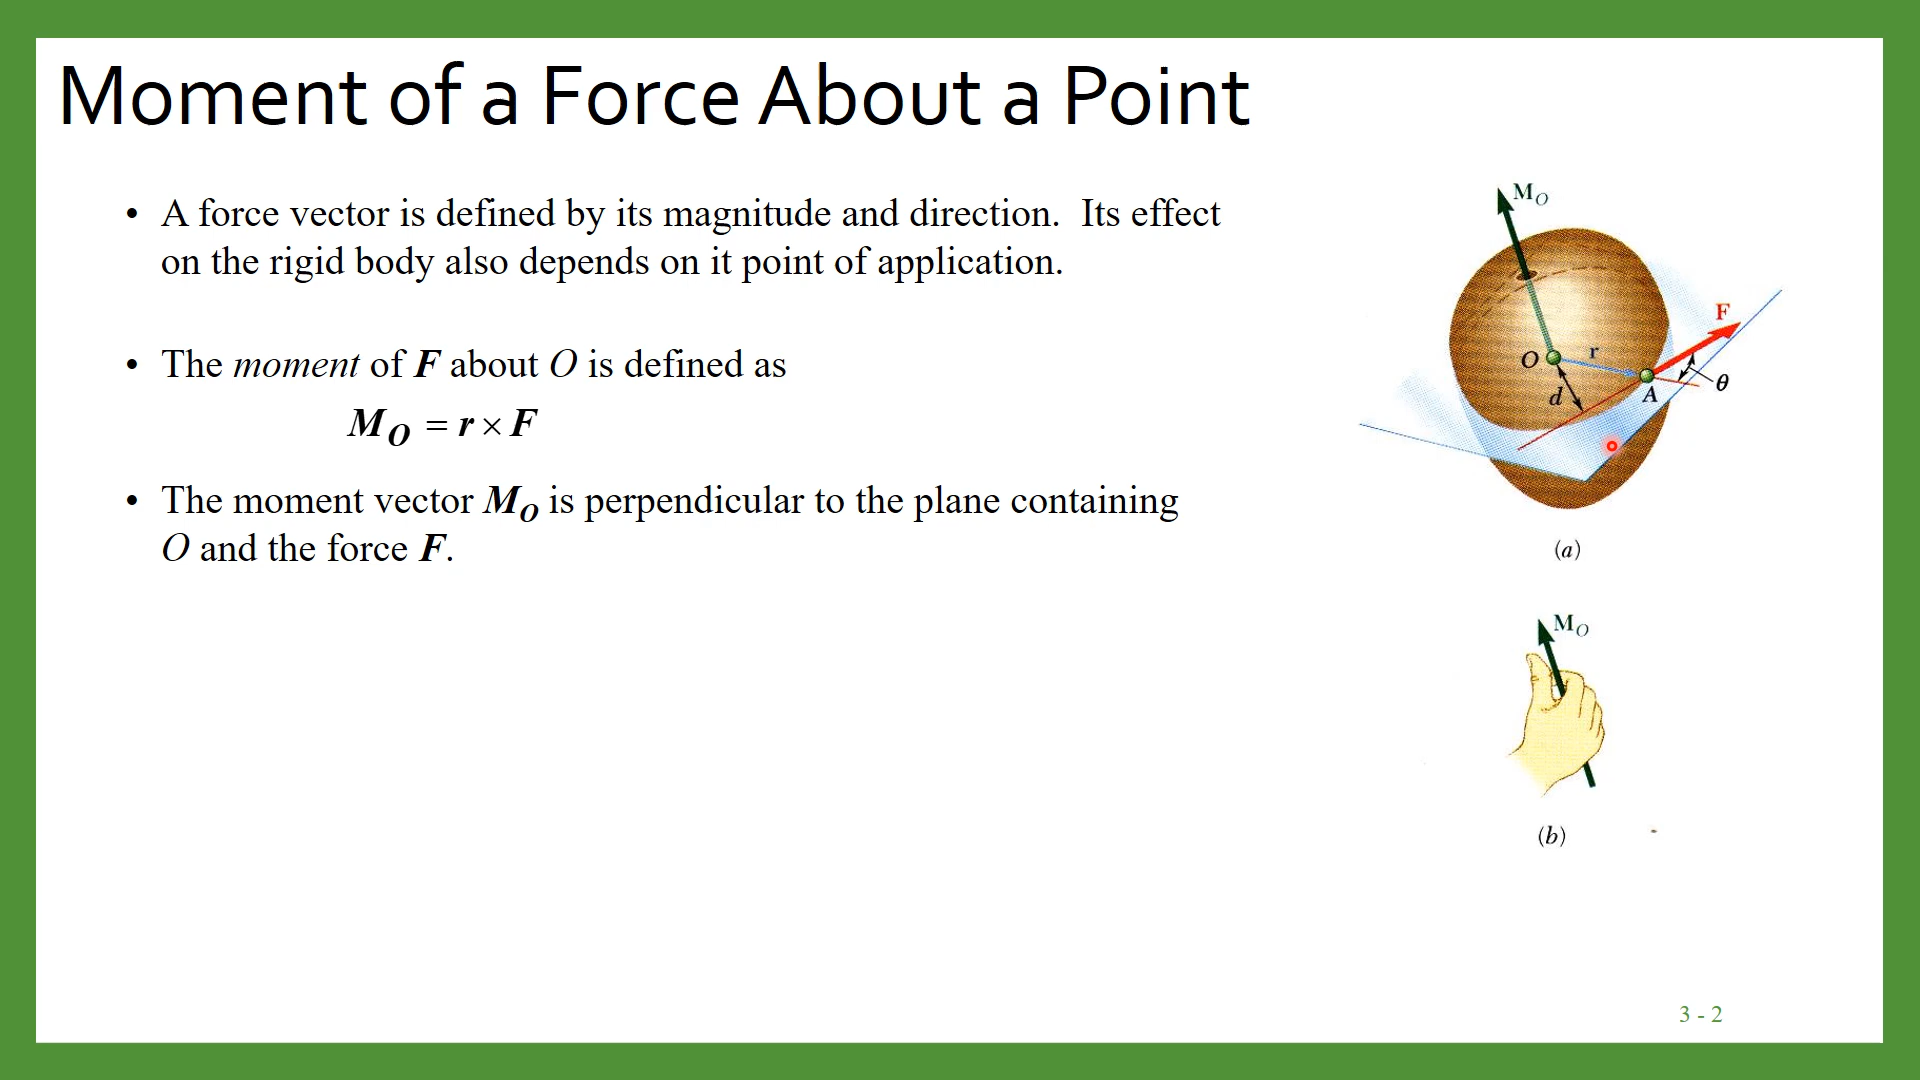 Moment of a Force About a Point
• A force vector is defined by its magnitude and direction.  Its effect
on the rigid body also depends on it point of application.
• The moment of F about O is defined as
M_O = r × F
• The moment vector M_O is perpendicular to the plane containing
O and the force F.
M_O
F
O
r
d
A
θ
(a)
M_O
(b)
3 - 2